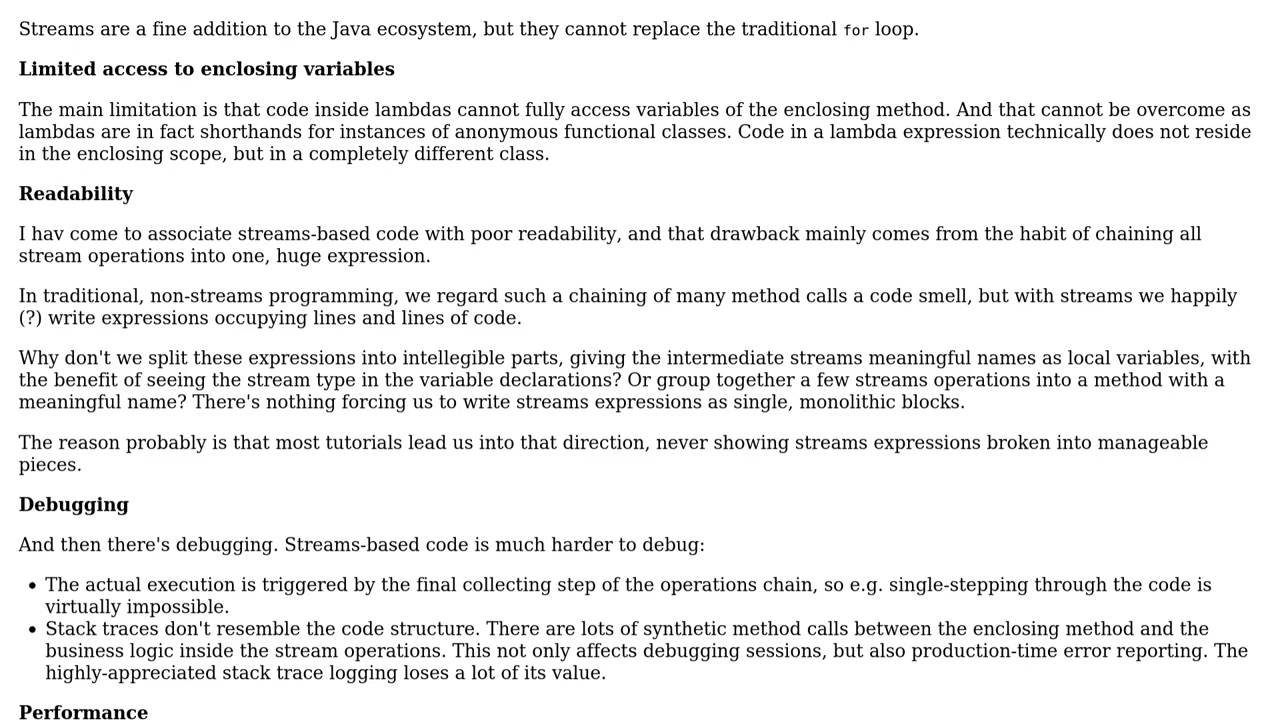 Streams are a fine addition to the Java ecosystem, but they cannot replace the traditional for loop.
Limited access to enclosing variables
The main limitation is that code inside lambdas cannot fully access variables of the enclosing method. And that cannot be overcome as
lambdas are in fact shorthands for instances of anonymous functional classes. Code in a lambda expression technically does not reside
in the enclosing scope, but in a completely different class.
Readability
I hav come to associate streams-based code with poor readability, and that drawback mainly comes from the habit of chaining all
stream operations into one, huge expression.
In traditional, non-streams programming, we regard such a chaining of many method calls a code smell, but with streams we happily
(?) write expressions occupying lines and lines of code.
Why don't we split these expressions into intellegible parts, giving the intermediate streams meaningful names as local variables, with
the benefit of seeing the stream type in the variable declarations? Or group together a few streams operations into a method with a
meaningful name? There's nothing forcing us to write streams expressions as single, monolithic blocks.
The reason probably is that most tutorials lead us into that direction, never showing streams expressions broken into manageable
pieces.
Debugging
And then there's debugging. Streams-based code is much harder to debug:
• The actual execution is triggered by the final collecting step of the operations chain, so e.g. single-stepping through the code is
virtually impossible.
• Stack traces don't resemble the code structure. There are lots of synthetic method calls between the enclosing method and the
business logic inside the stream operations. This not only affects debugging sessions, but also production-time error reporting. The
highly-appreciated stack trace logging loses a lot of its value.
Performance